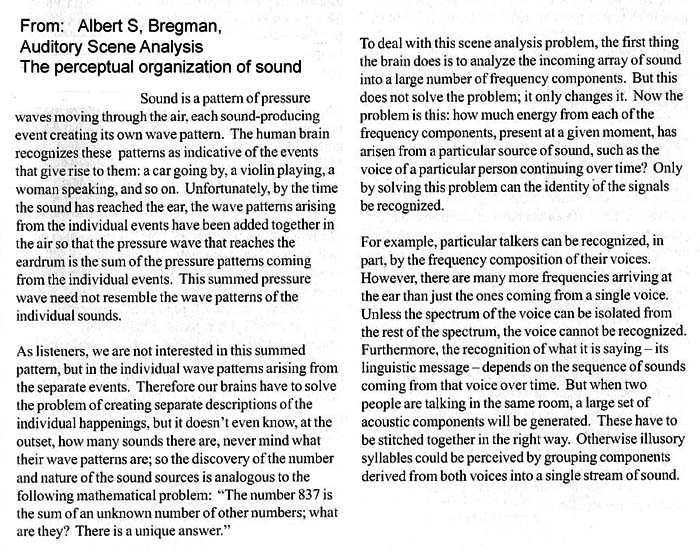 From: Albert S, Bregman,
Auditory Scene Analysis
The perceptual organization of sound
Sound is a pattern of pressure
waves moving through the air, each sound-producing
event creating its own wave pattern. The human brain
recognizes these patterns as indicative of the events
that give rise to them: a car going by, a violin playing, a
woman speaking, and so on. Unfortunately, by the time
the sound has reached the ear, the wave patterns arising
from the individual events have been added together in
the air so that the pressure wave that reaches the
eardrum is the sum of the pressure patterns coming
from the individual events. This summed pressure
wave need not resemble the wave patterns of the
individual sounds.
As listeners, we are not interested in this summed
pattern, but in the individual wave patterns arising from
the separate events. Therefore our brains have to solve
the problem of creating separate descriptions of the
individual happenings, but it doesn't even know, at the
outset, how many sounds there are, never mind what
their wave patterns are; so the discovery of the number
and nature of the sound sources is analogous to the
following mathematical problem: "The number 837 is
the sum of an unknown number of other numbers; what
are they? There is a unique answer."
To deal with this scene analysis problem, the first thing
the brain does is to analyze the incoming array of sound
into a large number of frequency components. But this
does not solve the problem; it only changes it. Now the
problem is this: how much energy from each of the
frequency components, present at a given moment, has
arisen from a particular source of sound, such as the
voice of a particular person continuing over time? Only
by solving this problem can the identity of the signals
be recognized.
For example, particular talkers can be recognized, in
part, by the frequency composition of their voices.
However, there are many more frequencies arriving at
the ear than just the ones coming from a single voice.
Unless the spectrum of the voice can be isolated from
the rest of the spectrum, the voice cannot be recognized.
Furthermore, the recognition of what it is saying – its
linguistic message – depends on the sequence of sounds
coming from that voice over time. But when two
people are talking in the same room, a large set of
acoustic components will be generated. These have to
be stitched together in the right way. Otherwise illusory
syllables could be perceived by grouping components
derived from both voices into a single stream of sound.